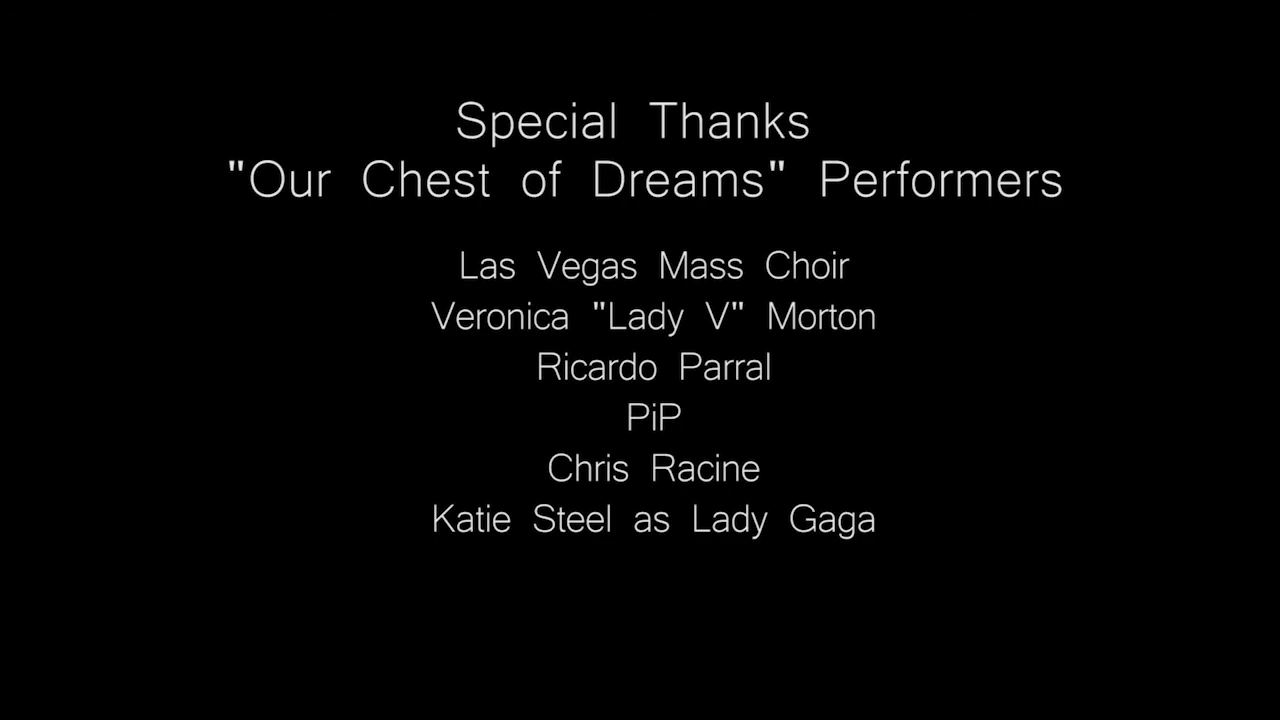 Special Thanks
"Our Chest of Dreams" Performers
Las Vegas Mass Choir
Veronica "Lady V" Morton
Ricardo Parral
PiP
Chris Racine
Katie Steel as Lady Gaga